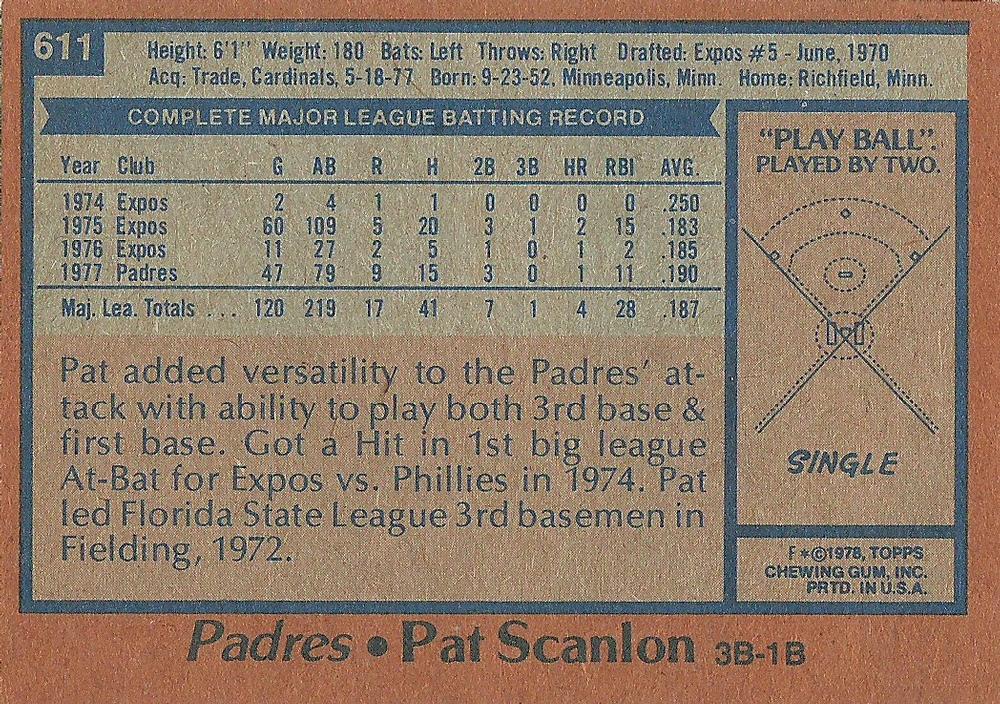 611
Height: 6'1" Weight: 180 Bats: Left Throws: Right Drafted: Expos #5 - June, 1970
Acq: Trade, Cardinals, 5-18-77 Born: 9-23-52, Minneapolis, Minn. Home: Richfield, Minn.
COMPLETE MAJOR LEAGUE BATTING RECORD
Year Club G AB R H 2B 3B HR RBI AVG.
1974 Expos 2 4 1 1 0 0 0 0 .250
1975 Expos 60 109 5 20 3 1 2 15 .183
1976 Expos 11 27 2 5 1 0 1 2 .185
1977 Padres 47 79 9 15 3 0 1 11 .190
Maj. Lea. Totals ... 120 219 17 41 7 1 4 28 .187
Pat added versatility to the Padres' at-
tack with ability to play both 3rd base &
first base. Got a Hit in 1st big league
At-Bat for Expos vs. Phillies in 1974. Pat
led Florida State League 3rd basemen in
Fielding, 1972.
"PLAY BALL".
PLAYED BY TWO.
SINGLE
F*©1978, TOPPS
CHEWING GUM, INC.
PRTD. IN U.S.A.
Padres • Pat Scanlon 3B-1B